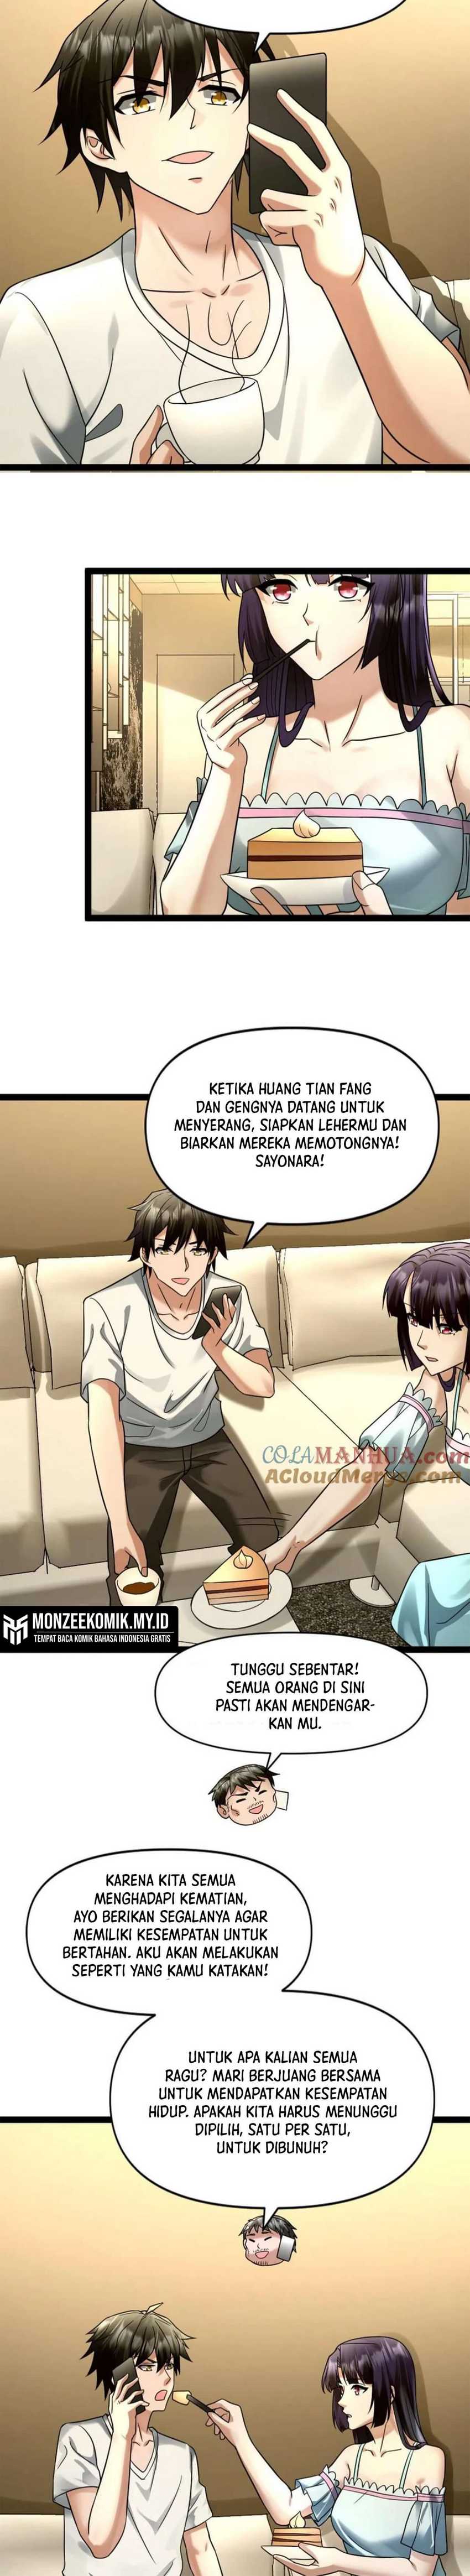 KETIKA HUANG TIAN FANG
DAN GENGNYA DATANG UNTUK
MENYERANG, SIAPKAN LEHERMU DAN
BIARKAN MEREKA MEMOTONGNYA!
SAYONARA!
COLAMANHUA.com
ACloudMerge.com
MONZEEKOMIK.MY.ID
TEMPAT BACA KOMIK BAHASA INDONESIA GRATIS
TUNGGU SEBENTAR!
SEMUA ORANG DI SINI
PASTI AKAN MENDENGAR-
KAN MU.
KARENA KITA SEMUA
MENGHADAPI KEMATIAN,
AYO BERIKAN SEGALANYA AGAR
MEMILIKI KESEMPATAN UNTUK
BERTAHAN. AKU AKAN MELAKUKAN
SEPERTI YANG KAMU KATAKAN!
UNTUK APA KALIAN SEMUA
RAGU? MARI BERJUANG BERSAMA
UNTUK MENDAPATKAN KESEMPATAN
HIDUP. APAKAH KITA HARUS MENUNGGU
DIPILIH, SATU PER SATU,
UNTUK DIBUNUH?